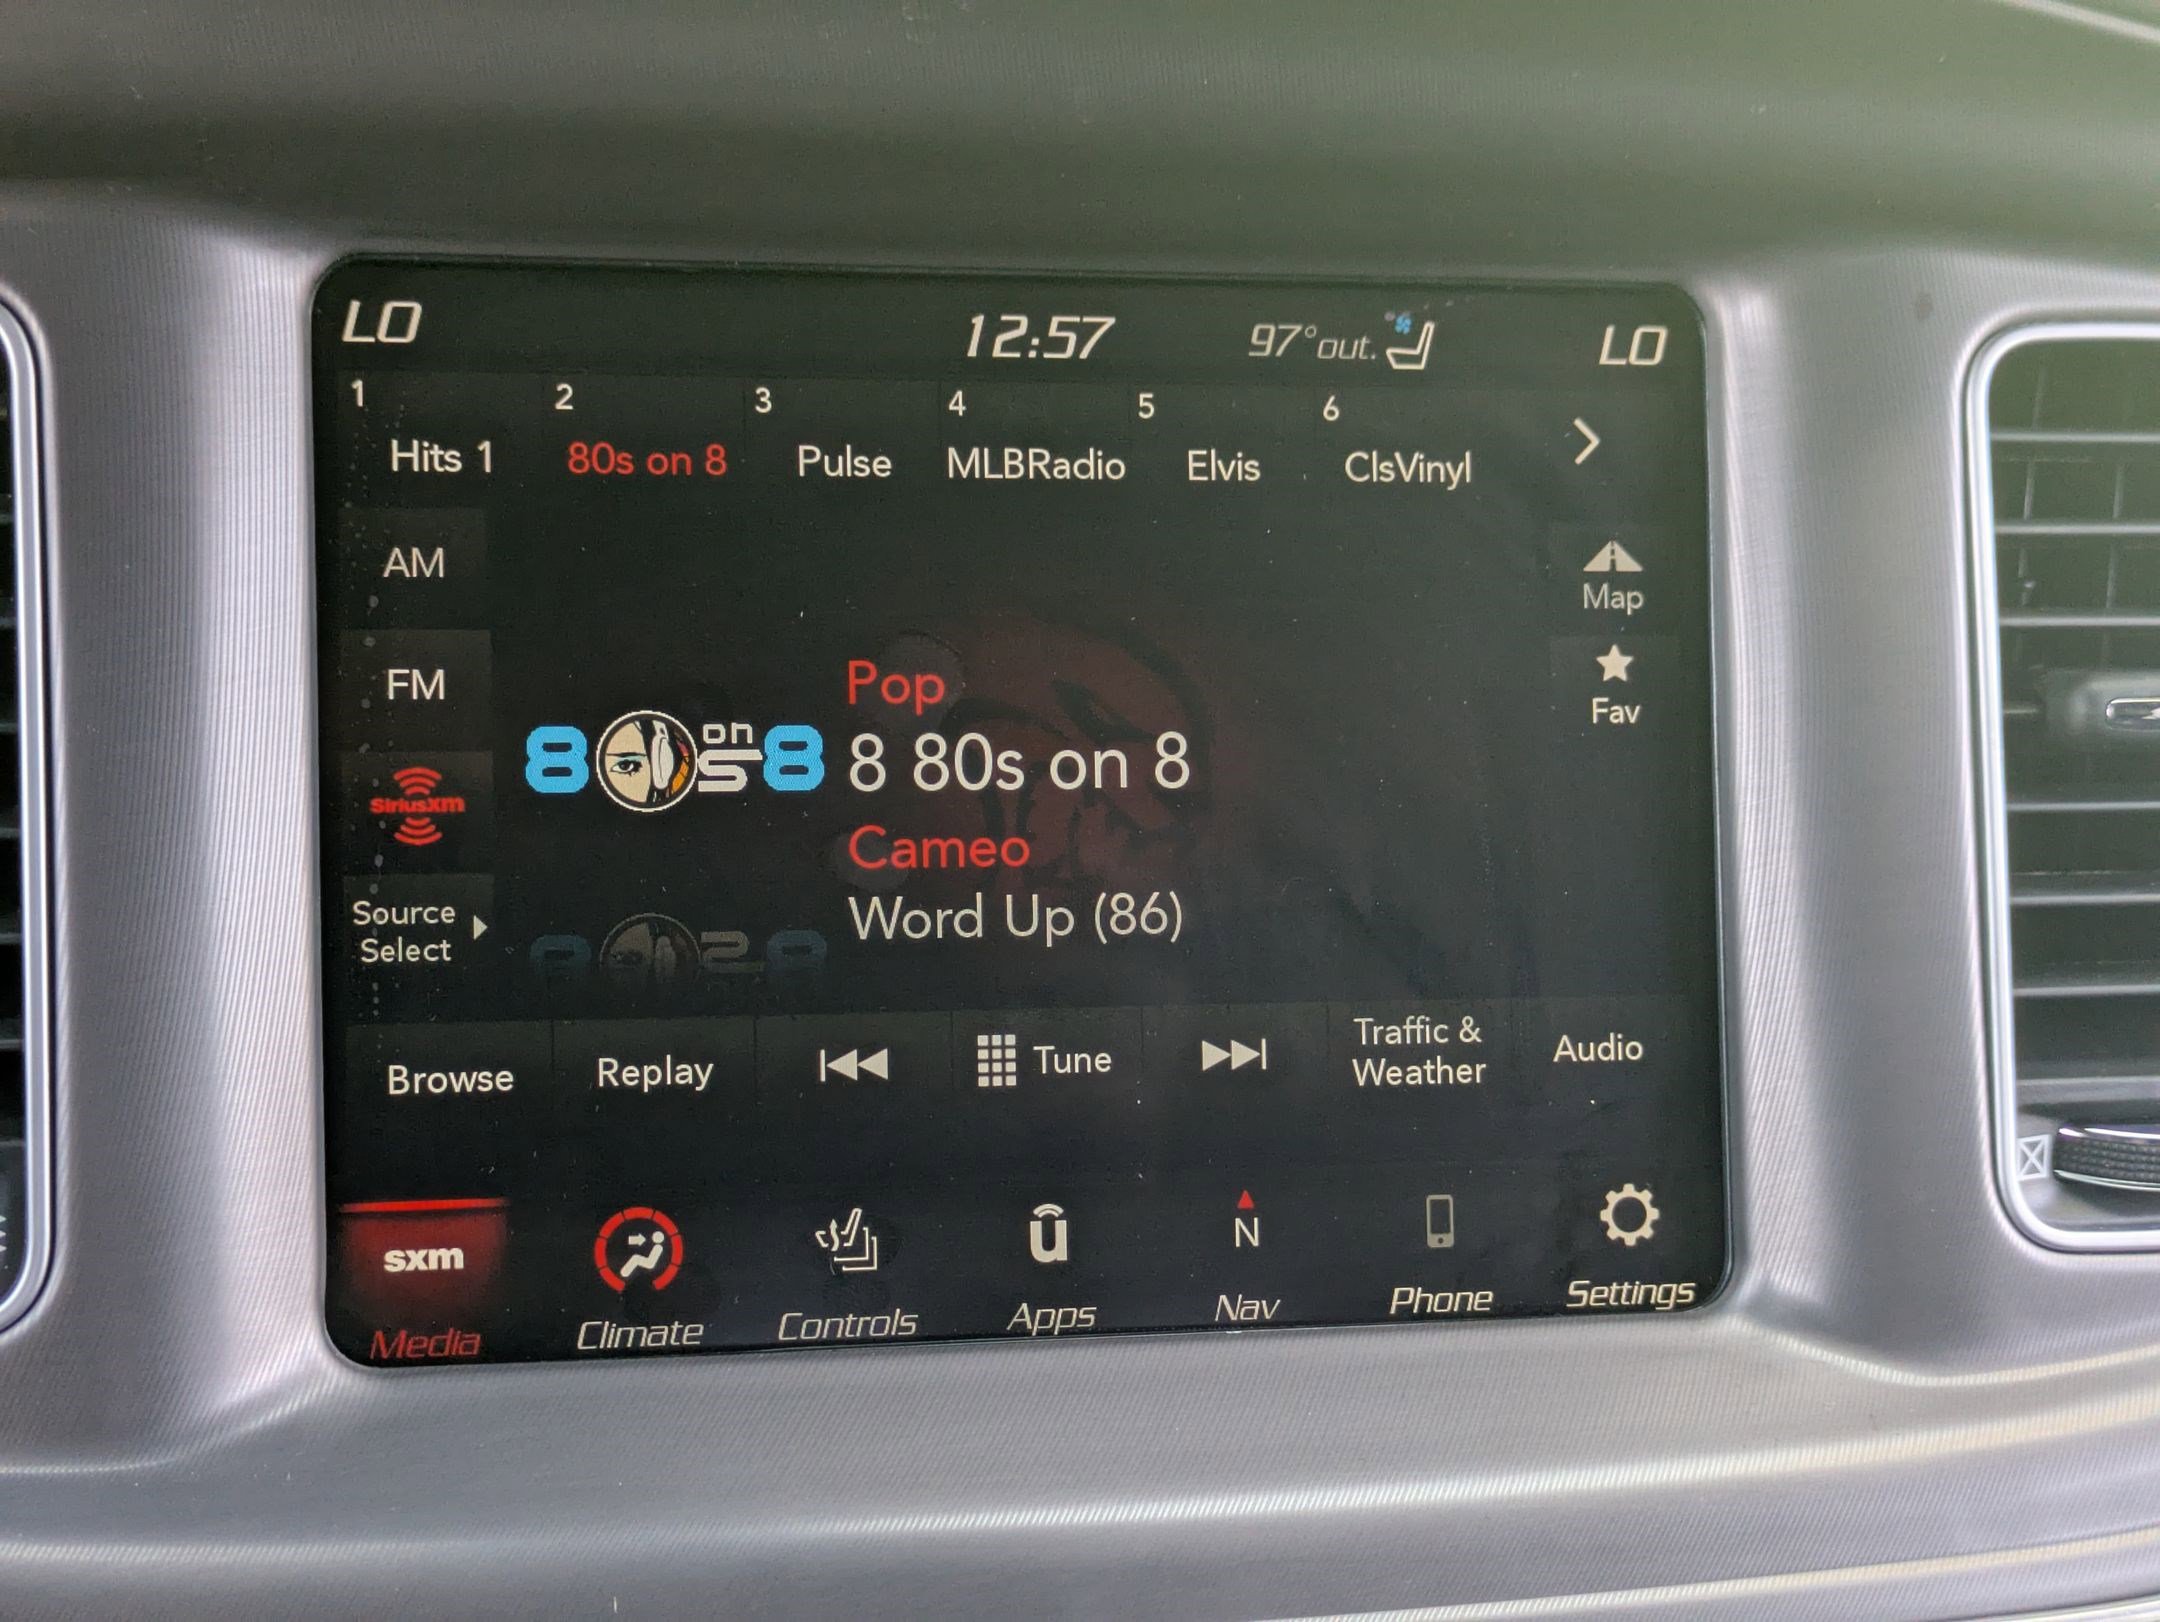 LO 12:57 97°out. LO
1 2 3 4 5 6
Hits 1 80s on 8 Pulse MLBRadio Elvis ClsVinyl
AM
FM
SiriusXM
Source
Select
Map
Fav
Pop
80s on 8
8 80s on 8
Cameo
Word Up (86)
Browse Replay Tune Traffic &
Weather Audio
sxm
u
N
Media Climate Controls Apps Nav Phone Settings